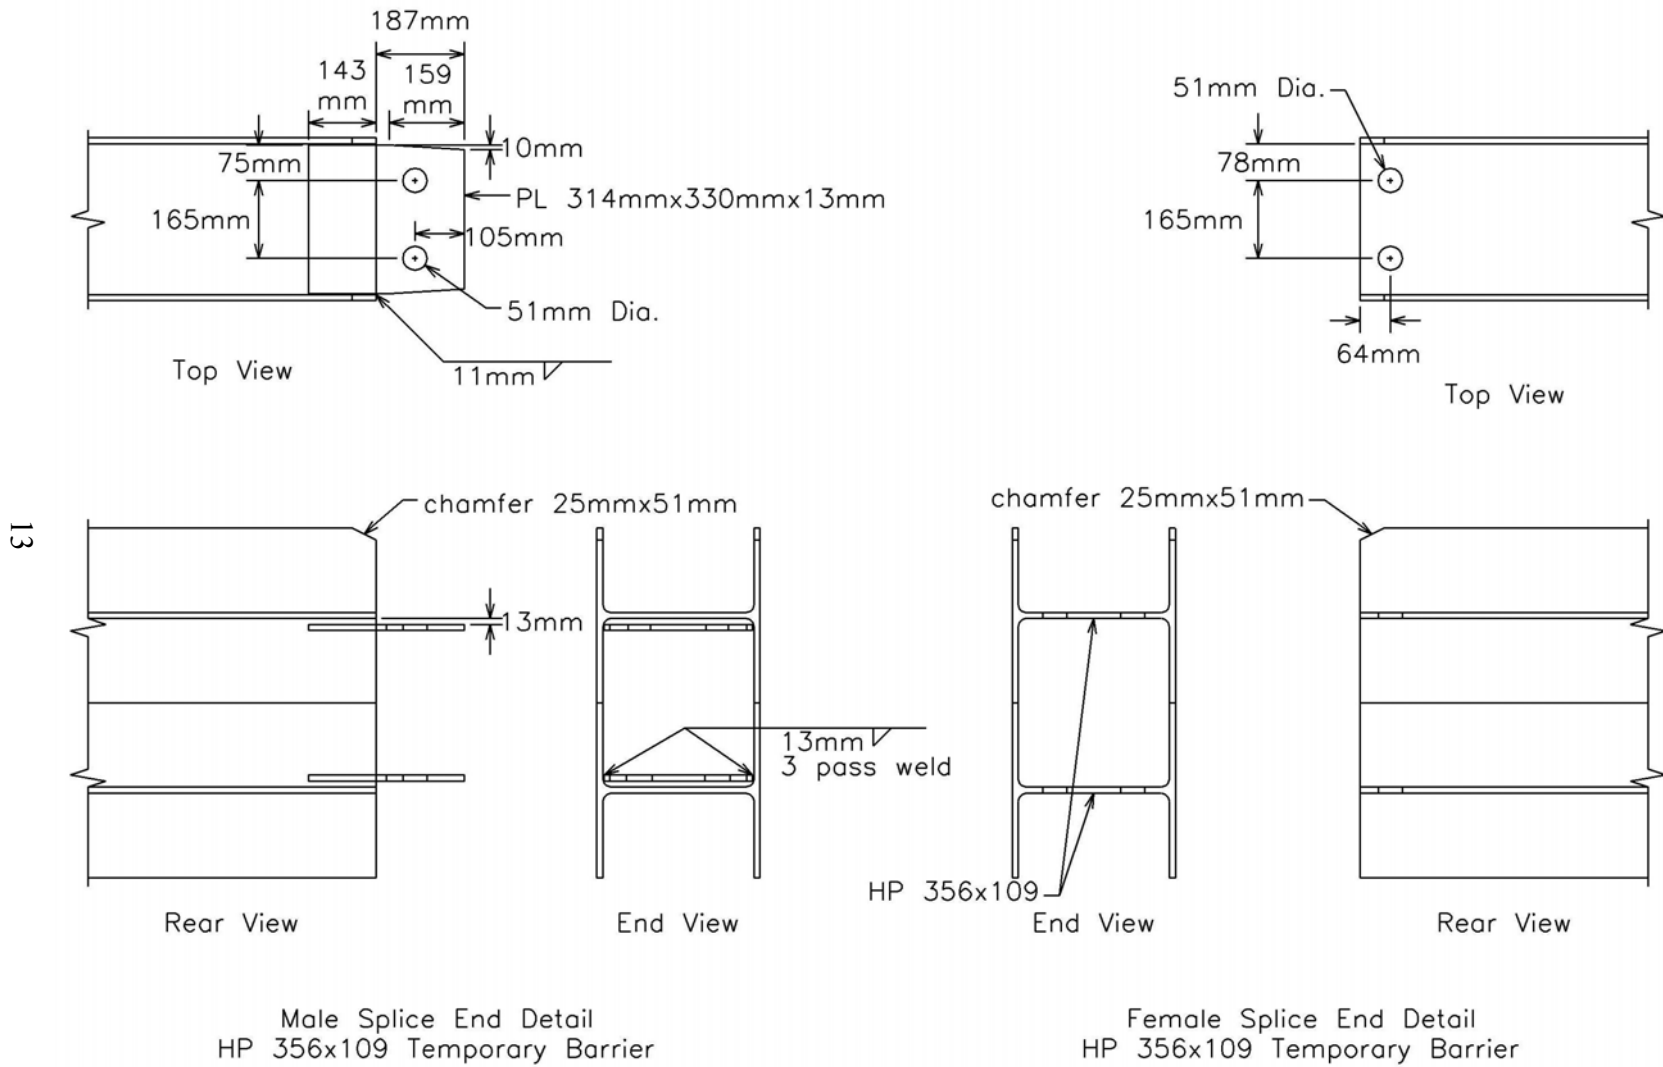 187mm
143
mm
159
mm
10mm
75mm
PL 314mmx330mmx13mm
165mm
105mm
51mm Dia.
11mm
Top View
51mm Dia.
78mm
165mm
64mm
Top View
13
chamfer 25mmx51mm
13mm
13mm
3 pass weld
Rear View
End View
chamfer 25mmx51mm
HP 356x109
End View
Rear View
Male Splice End Detail
HP 356x109 Temporary Barrier
Female Splice End Detail
HP 356x109 Temporary Barrier